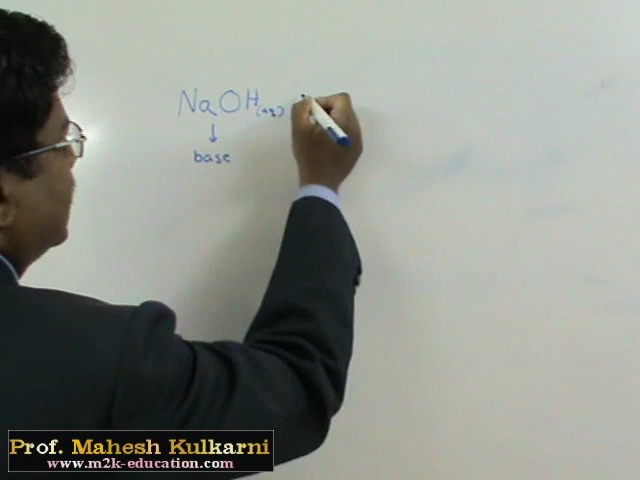 NaOH(aq)
↓
base
Prof. Mahesh Kulkarni
www.m2k-education.com